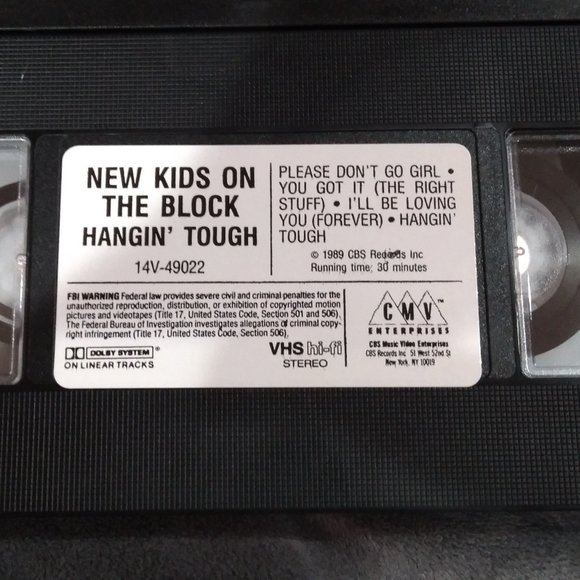 NEW KIDS ON
THE BLOCK
HANGIN' TOUGH
14V-49022
PLEASE DON'T GO GIRL •
YOU GOT IT (THE RIGHT
STUFF) • I'LL BE LOVING
YOU (FOREVER) • HANGIN'
TOUGH
© 1989 CBS Records Inc
Running time; 30 minutes
FBI WARNING Federal law provides severe civil and criminal penalties for the
unauthorized reproduction, distribution, or exhibition of copyrighted motion
pictures and videotapes (Title 17, United States Code, Section 501 and 506).
The Federal Bureau of Investigation investigates allegations of criminal copy-
right infringement (Title 17, United States Code, Section 506).
DOLBY SYSTEM®
ON LINEAR TRACKS
VHS hi-fi
STEREO
CMV
ENTERPRISES
CBS Music Video Enterprises
CBS Records Inc 51 West 52nd St
New York, NY 10019